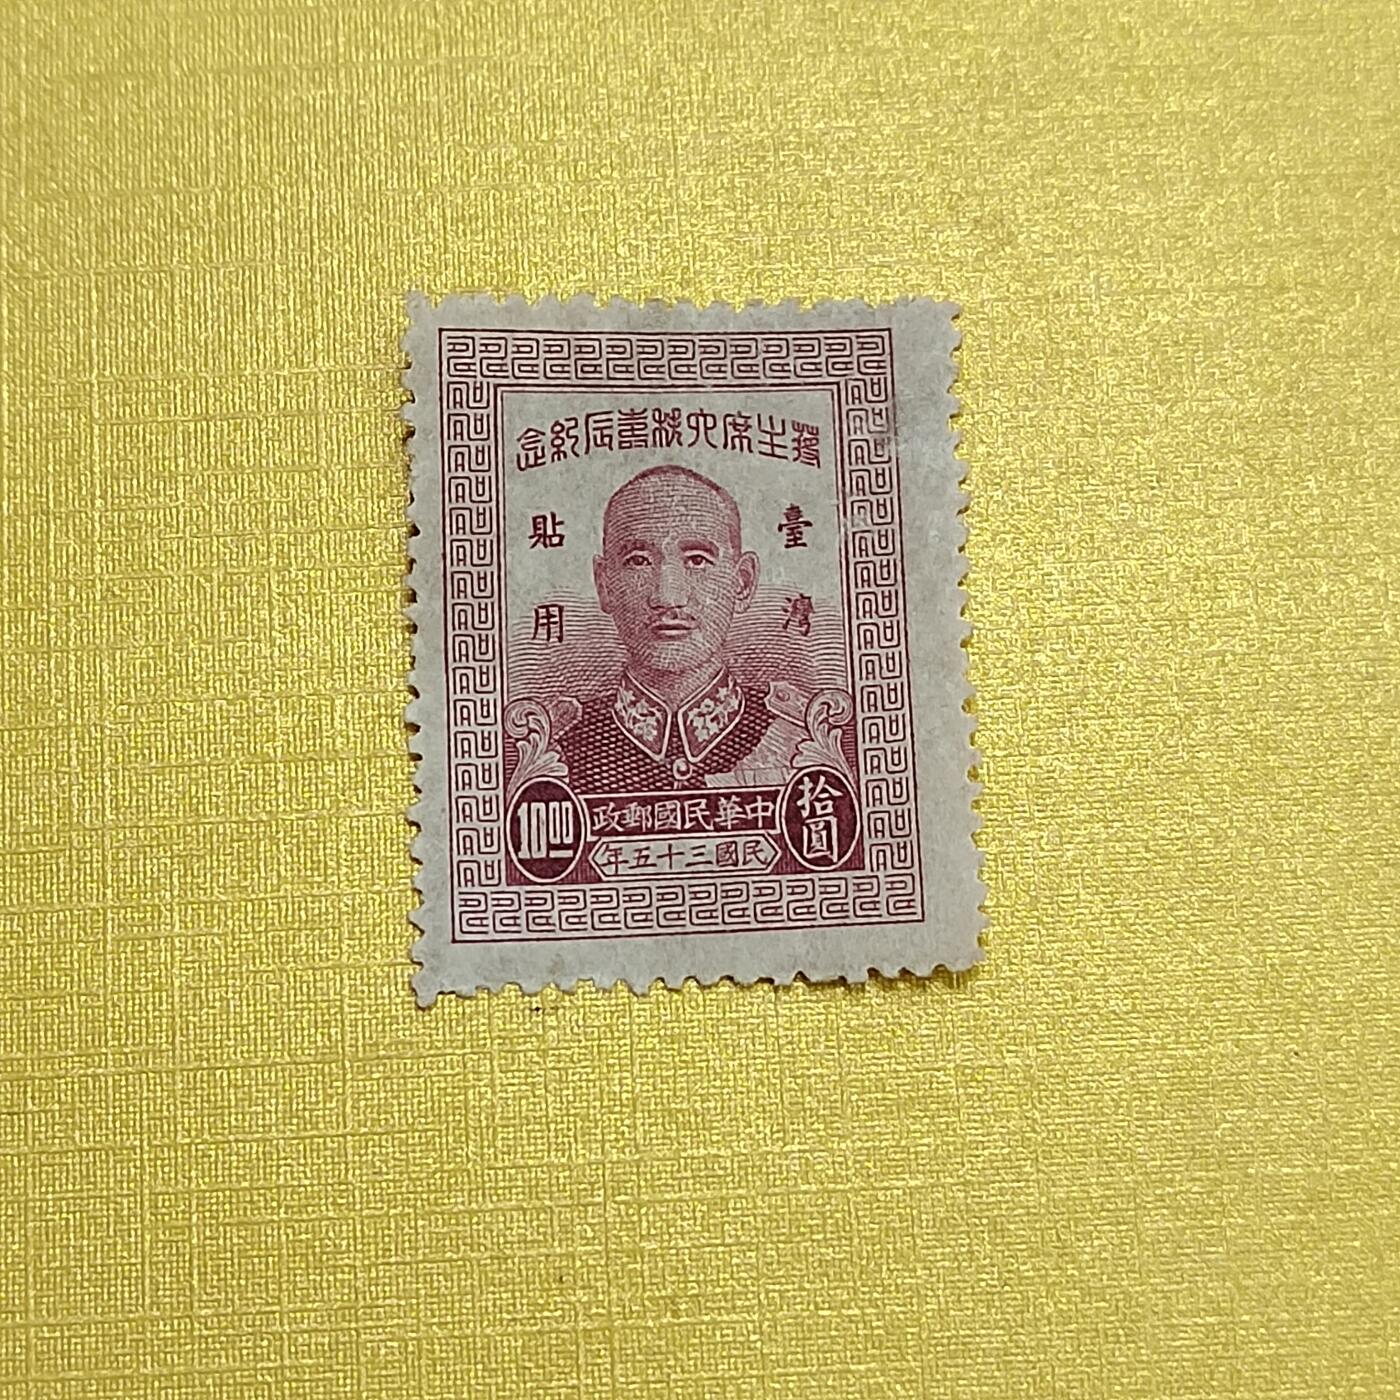 蔣主席六秩壽辰紀念
臺灣
貼用
10.00
中華民國郵政
拾圓
民國三十五年